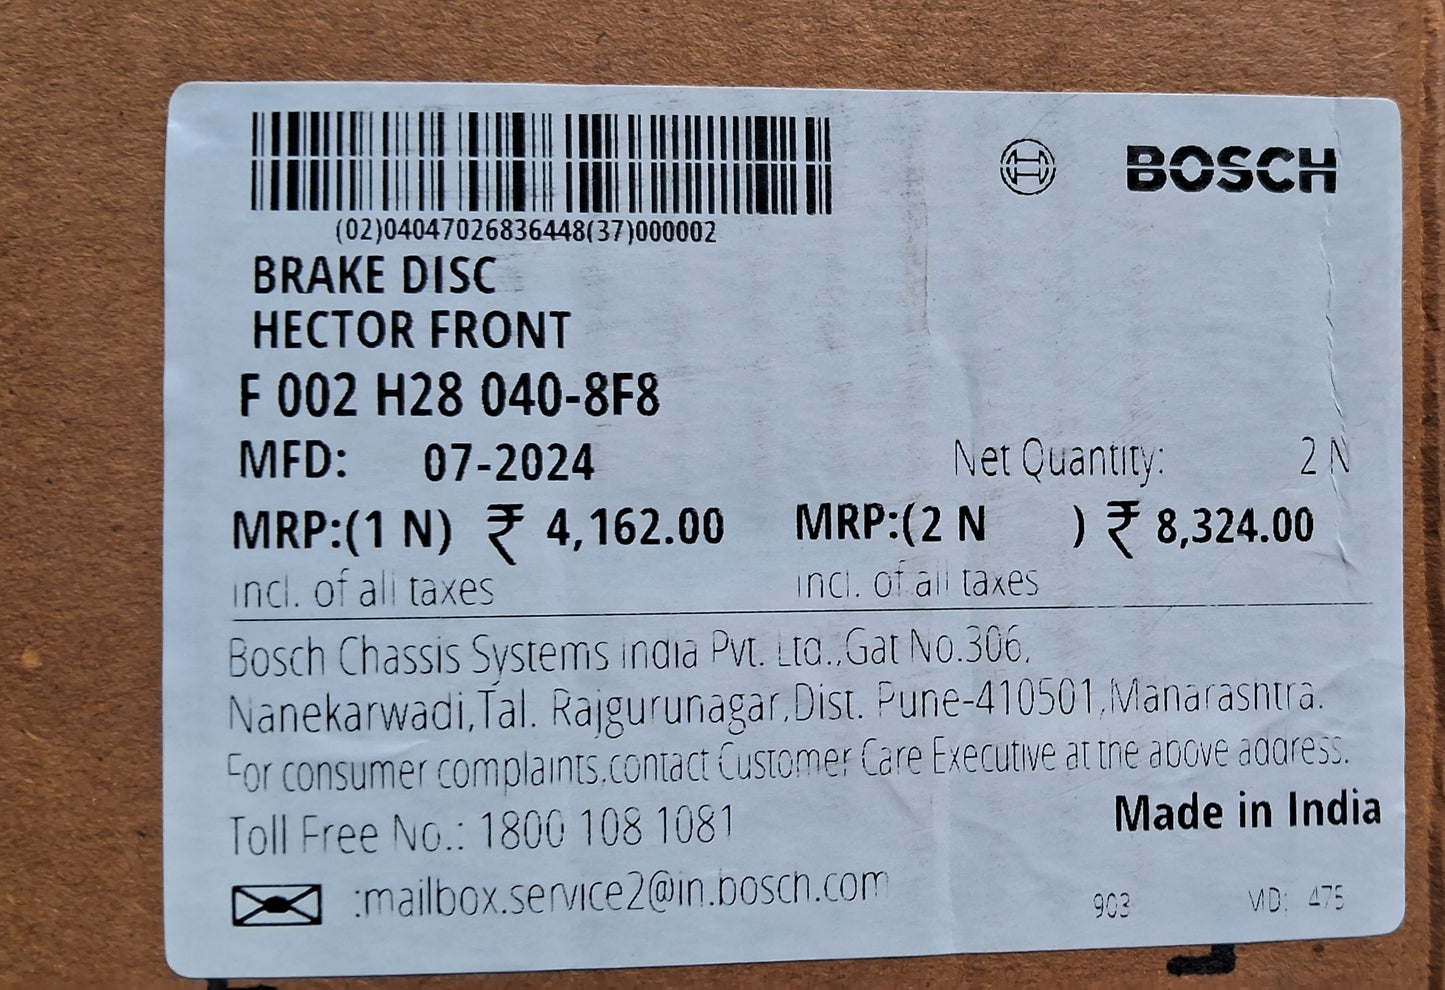 BOSCH
(02)04047026836448(37)000002
BRAKE DISC
HECTOR FRONT
F 002 H28 040-8F8
MFD: 07-2024 Net Quantity: 2 N
MRP:(1 N) ₹ 4,162.00 MRP:(2 N ) ₹ 8,324.00
incl. of all taxes incl. of all taxes
Bosch Chassis Systems India Pvt. Ltd.,Gat No.306,
Nanekarwadi,Tal. Rajgurunagar,Dist. Pune-410501,Maharashtra.
For consumer complaints,contact Customer Care Executive at the above address.
Made in India
Toll Free No.: 1800 108 1081
:mailbox.service2@in.bosch.com
903 VID: 475